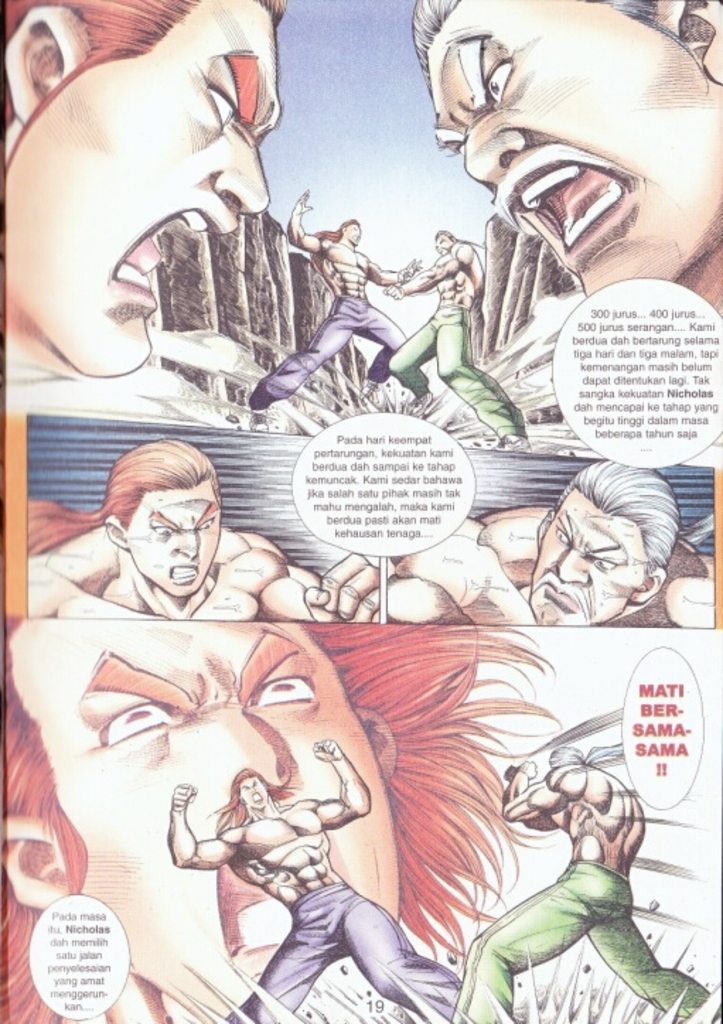 300 jurus... 400 jurus...
500 jurus serangan.... Kami
berdua dah bertarung selama
tiga hari dan tiga malam, tapi
kemenangan masih belum
dapat ditentukan lagi. Tak
sangka kekuatan Nicholas
dah mencapai ke tahap yang
begitu tinggi dalam masa
beberapa tahun saja
....
Pada hari keempat
pertarungan, kekuatan kami
berdua dah sampai ke tahap
kemuncak. Kami sedar bahawa
jika salah satu pihak masih tak
mahu mengalah, maka kami
berdua pasti akan mati
kehausan tenaga....
MATI
BER-
SAMA-
SAMA
!!
Pada masa
itu, Nicholas
dah memilih
satu jalan
penyelesaian
yang amat
menggerun-
kan....
19